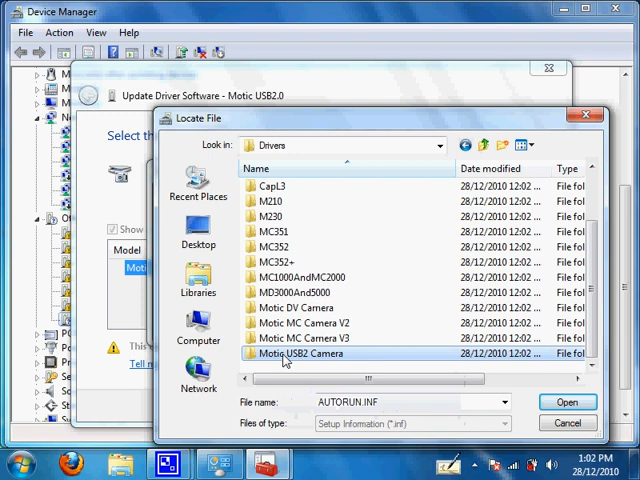 Device Manager
File Action View Help
Update Driver Software - Motic USB2.0
Select the
Show
Model
Motic
Tell m
Locate File
Look in: Drivers
Name Date modified Type
CapL3 28/12/2010 12:02 ... File fol
M210 28/12/2010 12:02 ... File fol
M230 28/12/2010 12:02 ... File fol
MC351 28/12/2010 12:02 ... File fol
MC352 28/12/2010 12:02 ... File fol
MC352+ 28/12/2010 12:02 ... File fol
MC1000AndMC2000 28/12/2010 12:02 ... File fol
MD3000And5000 28/12/2010 12:02 ... File fol
Motic DV Camera 28/12/2010 12:02 ... File fol
Motic MC Camera V2 28/12/2010 12:02 ... File fol
Motic MC Camera V3 28/12/2010 12:02 ... File fol
Motic USB2 Camera 28/12/2010 12:02 ... File fol
Recent Places
Desktop
Libraries
Computer
Network
File name: AUTORUN.INF Open
Files of type: Setup Information (*.inf) Cancel
1:02 PM
28/12/2010